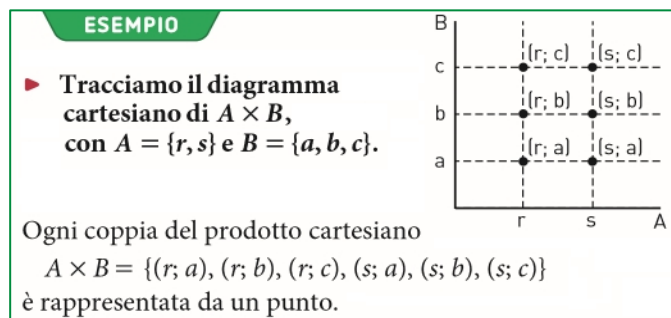 ESEMPIO
Tracciamo il diagramma
cartesiano di A × B,
con A = {r, s} e B = {a, b, c}.
B
c
(r; c)
(s; c)
b
(r; b)
(s; b)
a
(r; a)
(s; a)
r
s
A
Ogni coppia del prodotto cartesiano
A × B = {(r; a), (r; b), (r; c), (s; a), (s; b), (s; c)}
è rappresentata da un punto.